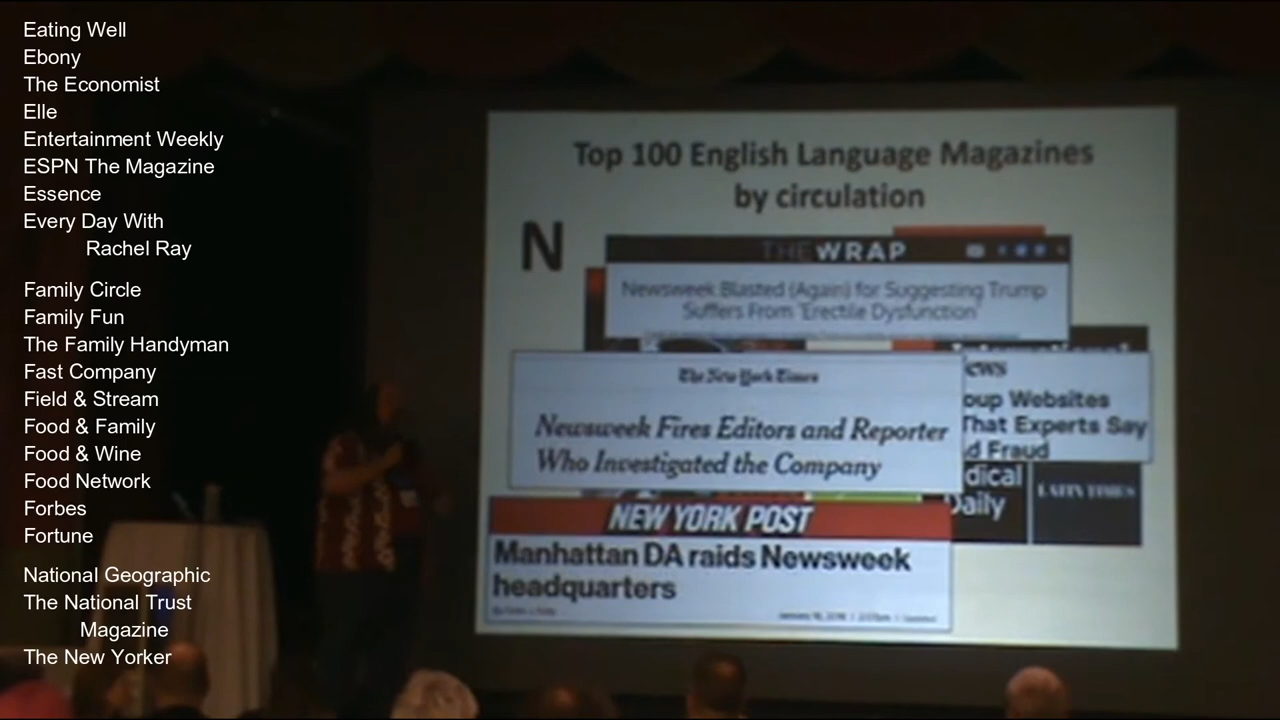 Eating Well
Ebony
The Economist
Elle
Entertainment Weekly
ESPN The Magazine
Essence
Every Day With
Rachel Ray
Family Circle
Family Fun
The Family Handyman
Fast Company
Field & Stream
Food & Family
Food & Wine
Food Network
Forbes
Fortune
National Geographic
The National Trust
Magazine
The New Yorker
Top 100 English Language Magazines
by circulation
N
THE WRAP
Newsweek Blasted (Again) for Suggesting Trump
Suffers From 'Erectile Dysfunction'
The New York Times
Newsweek Fires Editors and Reporter
Who Investigated the Company
ews
oup Websites
That Experts Say
d Fraud
dical
Daily
LATIN TIMES
NEW YORK POST
Manhattan DA raids Newsweek
headquarters